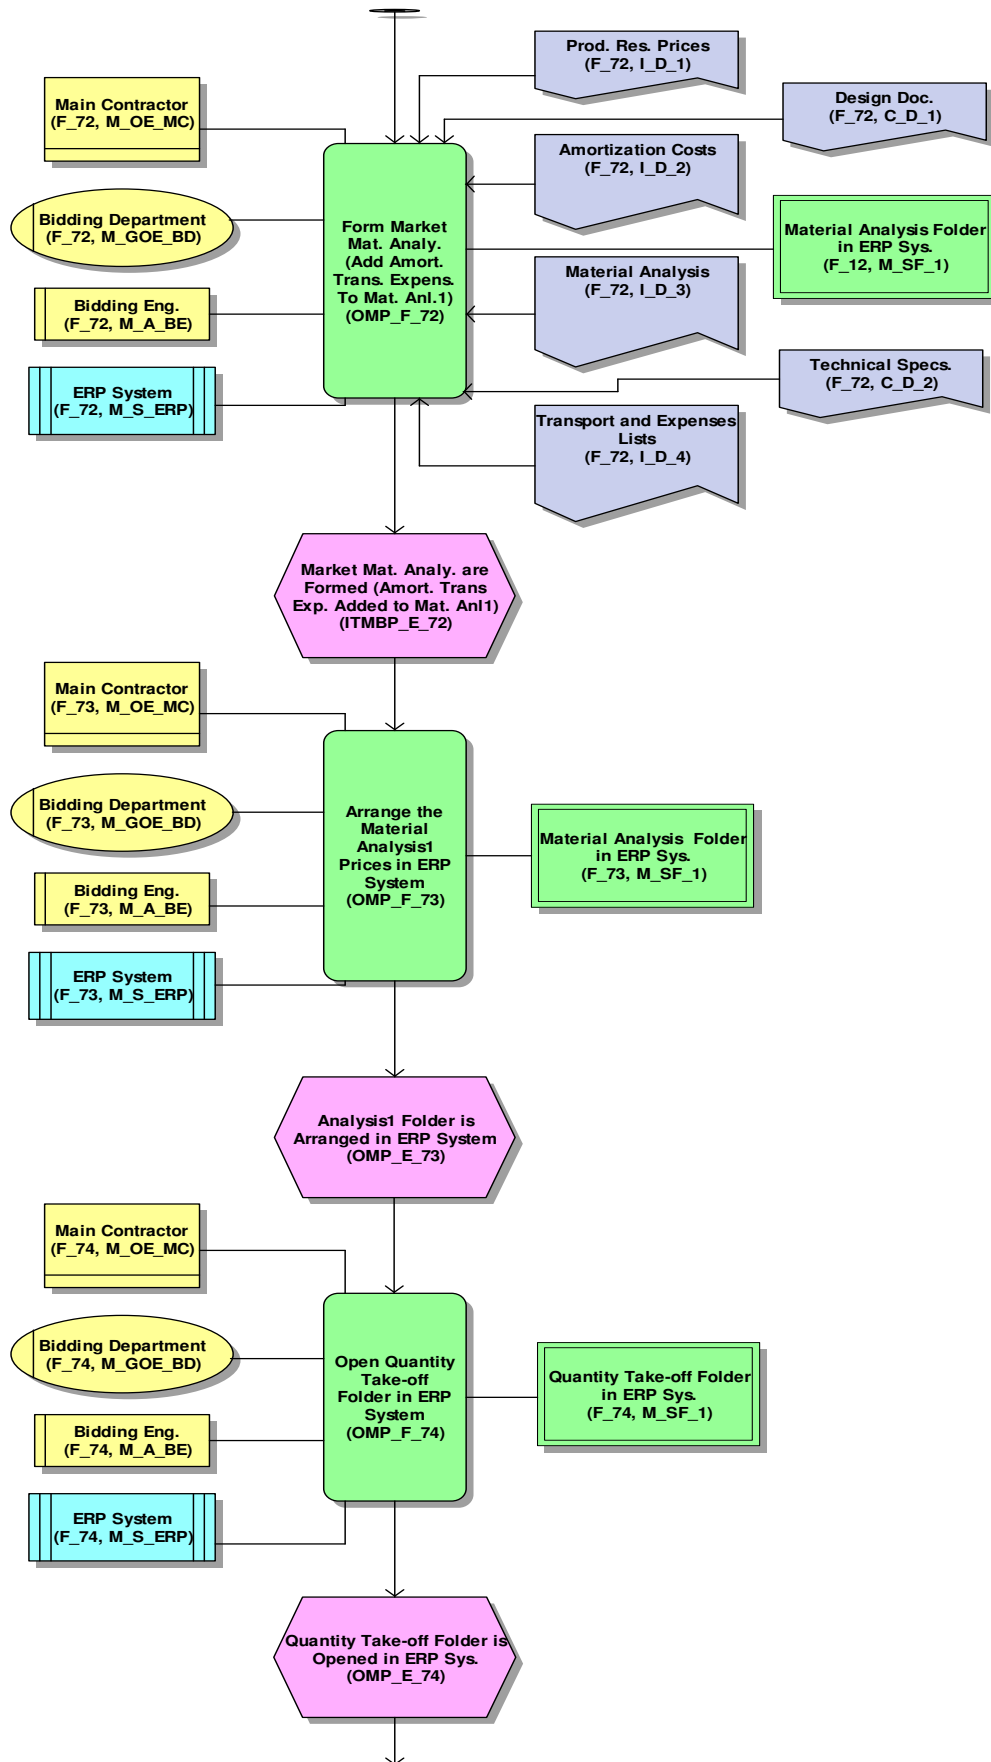 Prod. Res. Prices
(F_72, I_D_1)
Main Contractor
(F_72, M_OE_MC)
Design Doc.
(F_72, C_D_1)
Amortization Costs
(F_72, I_D_2)
Bidding Department
(F_72, M_GOE_BD)
Form Market
Mat. Analy.
(Add Amort.
Trans. Expens.
To Mat. Anl.1)
(OMP_F_72)
Material Analysis Folder
in ERP Sys.
(F_12, M_SF_1)
Material Analysis
(F_72, I_D_3)
Bidding Eng.
(F_72, M_A_BE)
Technical Specs.
(F_72, C_D_2)
ERP System
(F_72, M_S_ERP)
Transport and Expenses
Lists
(F_72, I_D_4)
Market Mat. Analy. are
Formed (Amort. Trans
Exp. Added to Mat. Anl1)
(ITMBP_E_72)
Main Contractor
(F_73, M_OE_MC)
Bidding Department
(F_73, M_GOE_BD)
Arrange the
Material
Analysis1
Prices in ERP
System
(OMP_F_73)
Material Analysis Folder
in ERP Sys.
(F_73, M_SF_1)
Bidding Eng.
(F_73, M_A_BE)
ERP System
(F_73, M_S_ERP)
Analysis1 Folder is
Arranged in ERP System
(OMP_E_73)
Main Contractor
(F_74, M_OE_MC)
Bidding Department
(F_74, M_GOE_BD)
Open Quantity
Take-off
Folder in ERP
System
(OMP_F_74)
Quantity Take-off Folder
in ERP Sys.
(F_74, M_SF_1)
Bidding Eng.
(F_74, M_A_BE)
ERP System
(F_74, M_S_ERP)
Quantity Take-off Folder is
Opened in ERP Sys.
(OMP_E_74)